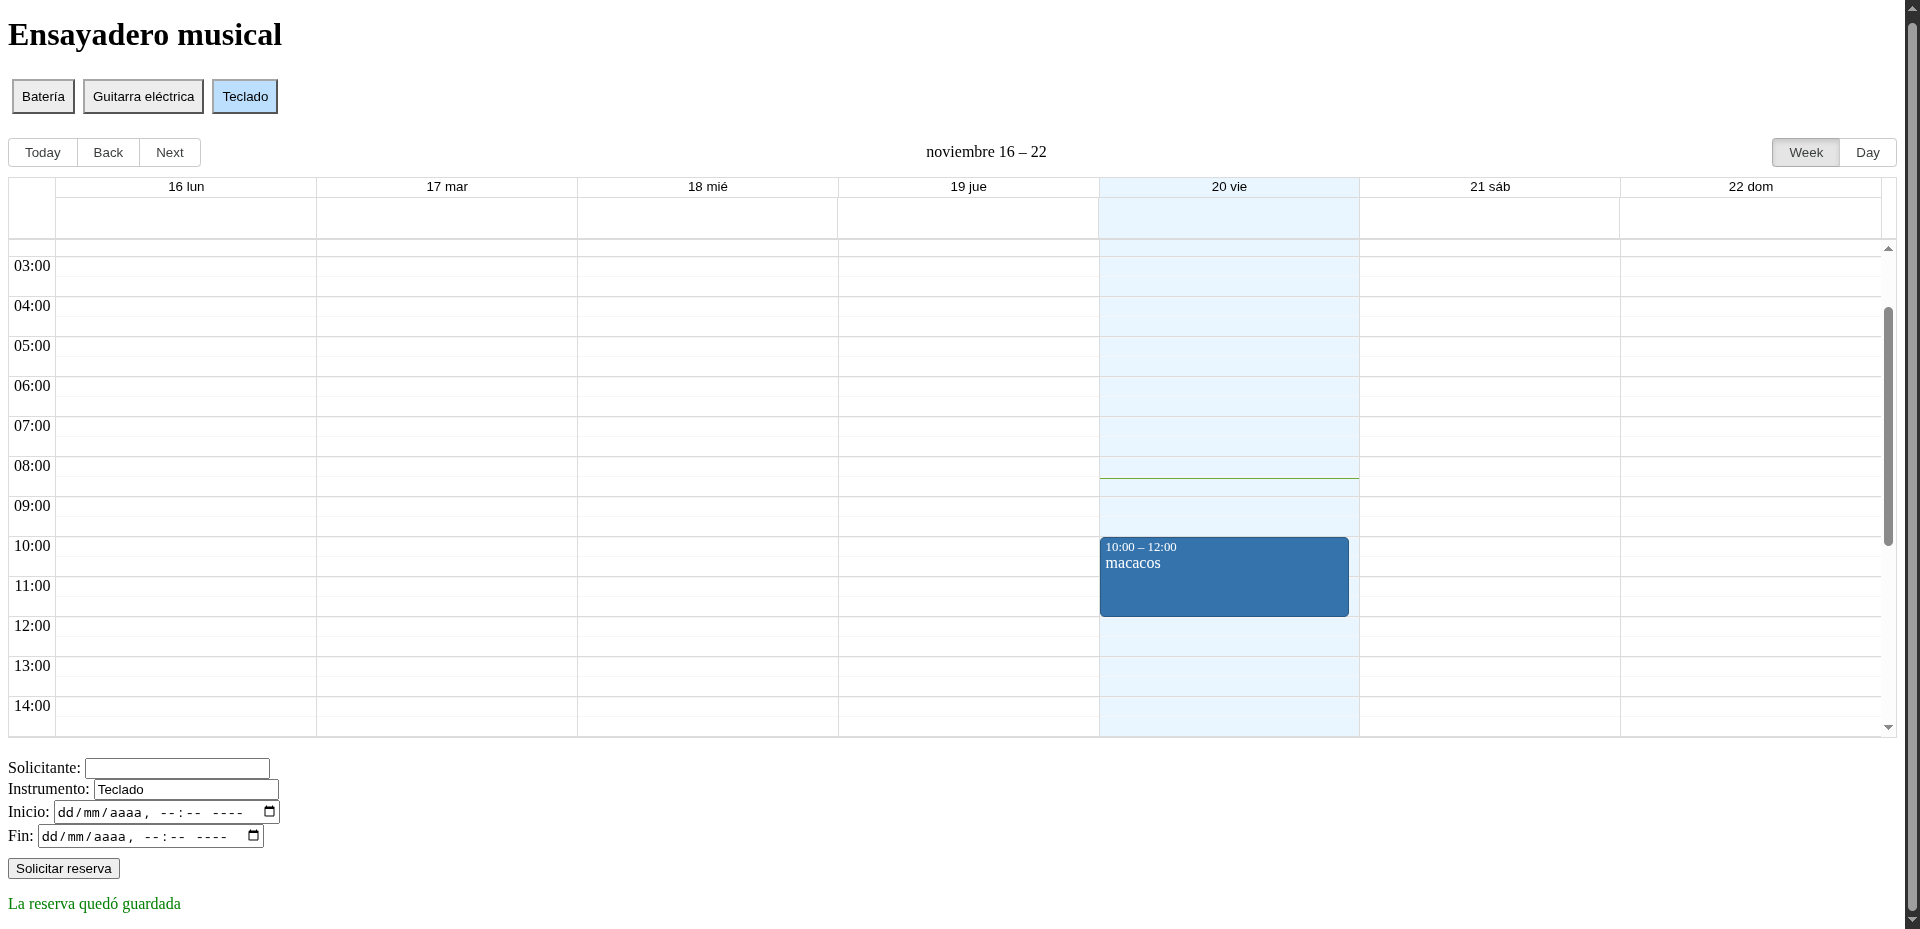 Ensayadero musical
Batería Guitarra eléctrica Teclado
Today Back Next noviembre 16 – 22 Week Day
16 lun 17 mar 18 mié 19 jue 20 vie 21 sáb 22 dom
03:00
04:00
05:00
06:00
07:00
08:00
09:00
10:00 10:00 – 12:00
macacos
11:00
12:00
13:00
14:00
Solicitante:
Instrumento: Teclado
Inicio: dd/mm/aaaa, --:-- ----
Fin: dd/mm/aaaa, --:-- ----
Solicitar reserva
La reserva quedó guardada